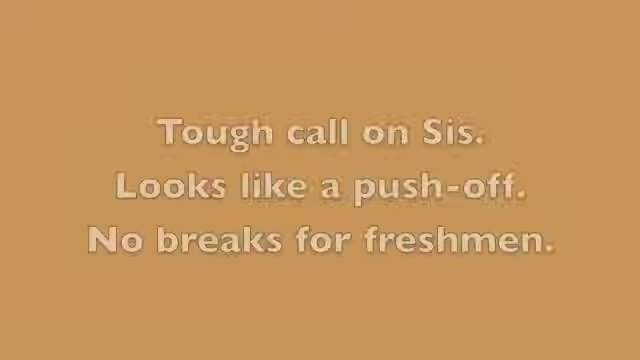 Tough call on Sis.
Looks like a push-off.
No breaks for freshmen.